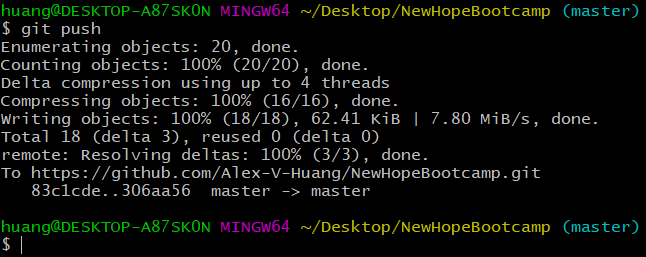 huang@DESKTOP-A87SK0N MINGW64 ~/Desktop/NewHopeBootcamp (master)
$ git push
Enumerating objects: 20, done.
Counting objects: 100% (20/20), done.
Delta compression using up to 4 threads
Compressing objects: 100% (16/16), done.
Writing objects: 100% (18/18), 62.41 KiB | 7.80 MiB/s, done.
Total 18 (delta 3), reused 0 (delta 0)
remote: Resolving deltas: 100% (3/3), done.
To https://github.com/Alex-V-Huang/NewHopeBootcamp.git
   83c1cde..306aa56  master -> master

huang@DESKTOP-A87SK0N MINGW64 ~/Desktop/NewHopeBootcamp (master)
$